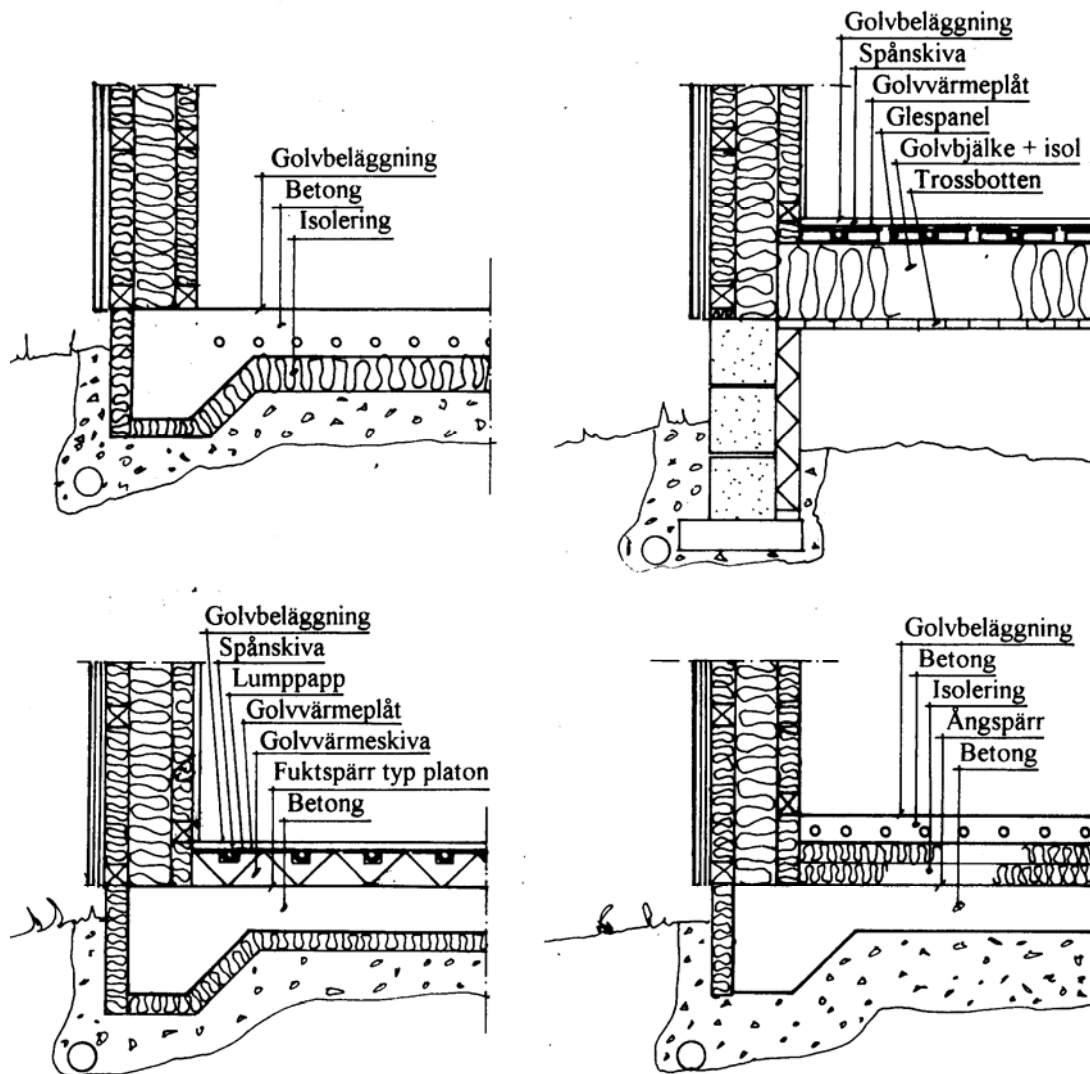 Golvbeläggning
Betong
Isolering
Golvbeläggning
Spånskiva
Golvvärmeplåt
Glespanel
Golvbjälke + isol
Trossbotten
Golvbeläggning
Spånskiva
Lumppapp
Golvvärmeplåt
Golvvärmeskiva
Fuktspärr typ platon
Betong
Golvbeläggning
Betong
Isolering
Ångspärr
Betong